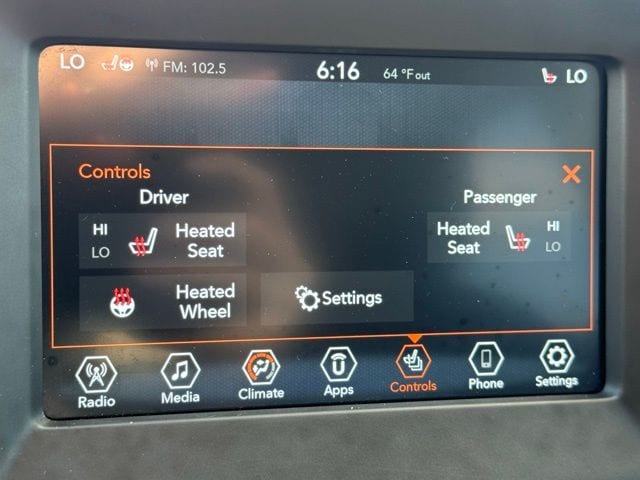 LO FM: 102.5 6:16 64 °F out LO
Controls
Driver Passenger
HI
LO
Heated
Seat
Heated
Seat
HI
LO
Heated
Wheel
Settings
Radio Media Climate Apps Controls Phone Settings